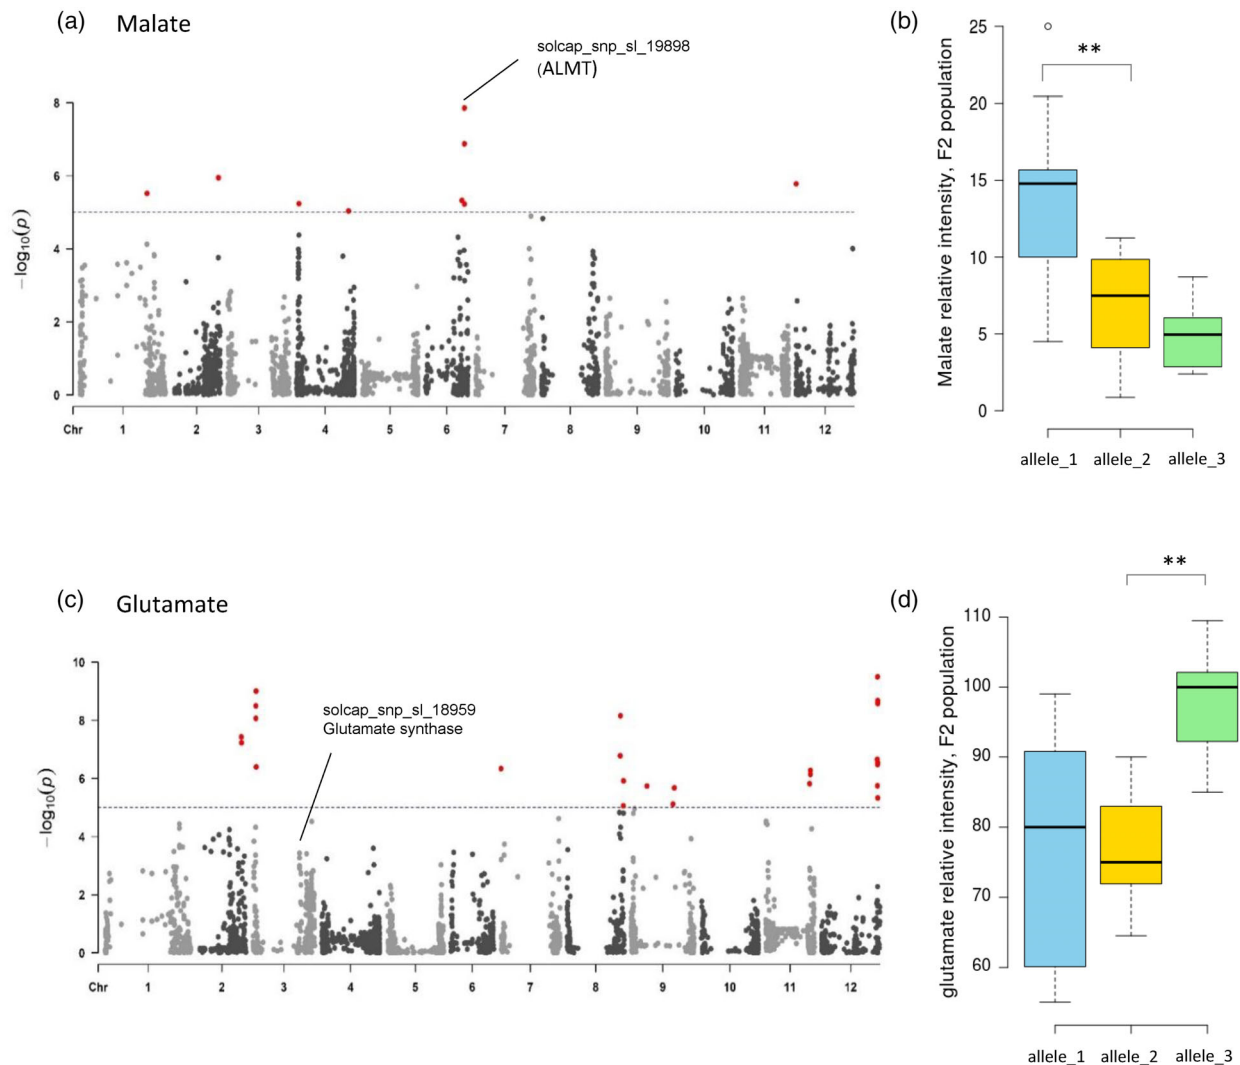 (a) Malate
solcap_snp_sl_19898
(ALMT)
8
6
4
2
0
−log10(p)
Chr 1 2 3 4 5 6 7 8 9 10 11 12
(b)
**
25
20
15
10
5
0
Malate relative intensity, F2 population
allele_1 allele_2 allele_3
(c) Glutamate
solcap_snp_sl_18959
Glutamate synthase
10
8
6
4
2
0
−log10(p)
Chr 1 2 3 4 5 6 7 8 9 10 11 12
(d)
**
110
100
90
80
70
60
glutamate relative intensity, F2 population
allele_1 allele_2 allele_3